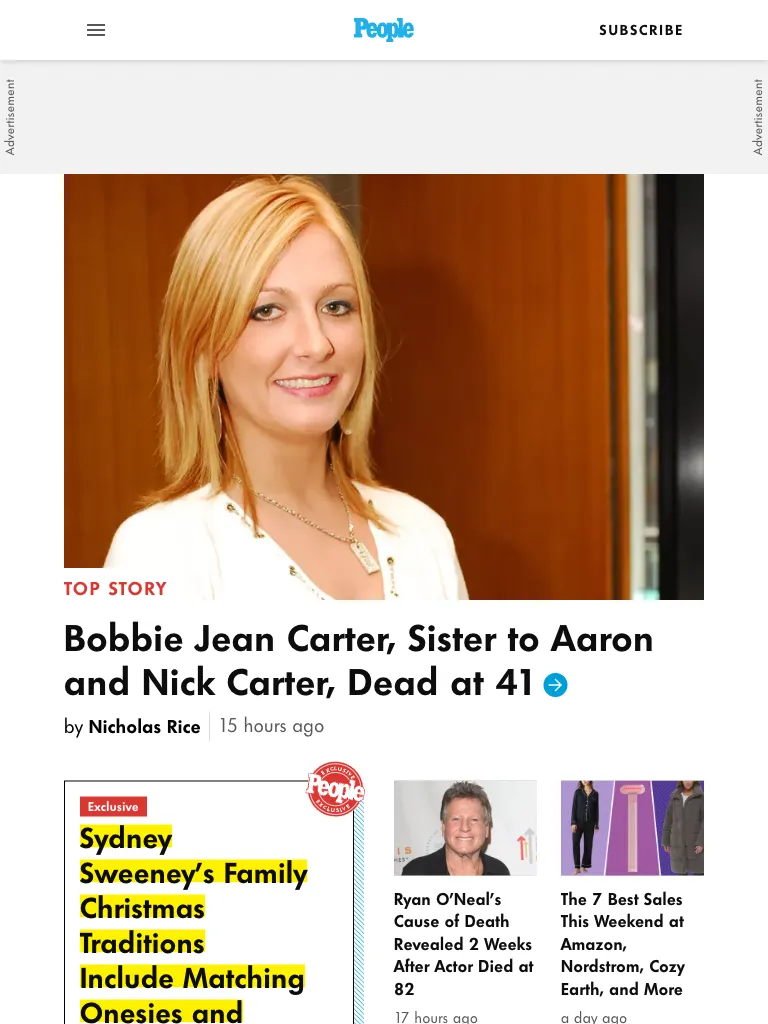 People
SUBSCRIBE
Advertisement
Advertisement
TOP STORY
Bobbie Jean Carter, Sister to Aaron
and Nick Carter, Dead at 41
by Nicholas Rice
15 hours ago
EXCLUSIVE
People
EXCLUSIVE
Exclusive
Sydney
Sweeney’s Family
Christmas
Traditions
Include Matching
Onesies and
Ryan O’Neal’s
Cause of Death
Revealed 2 Weeks
After Actor Died at
82
17 hours ago
The 7 Best Sales
This Weekend at
Amazon,
Nordstrom, Cozy
Earth, and More
a day ago